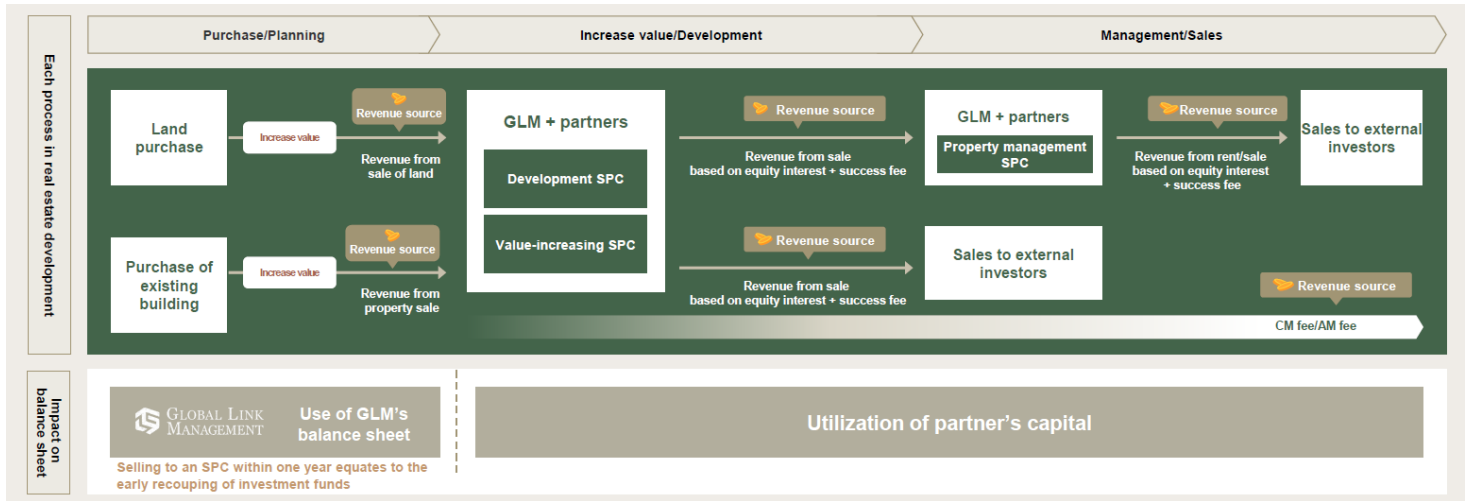 Each process in real estate development
Purchase/Planning
Increase value/Development
Management/Sales
Land
purchase
Increase value
Revenue source
Revenue from
sale of land
Purchase of
existing
building
Increase value
Revenue source
Revenue from
property sale
GLM + partners
Development SPC
Value-increasing SPC
Revenue source
Revenue from sale
based on equity interest + success fee
Revenue source
Revenue from sale
based on equity interest + success fee
GLM + partners
Property management
SPC
Sales to external
investors
Revenue source
Revenue from rent/sale
based on equity interest
+ success fee
Sales to external
investors
Revenue source
CM fee/AM fee
Impact on
balance sheet
GLOBAL LINK
MANAGEMENT
Use of GLM's
balance sheet
Selling to an SPC within one year equates to the
early recouping of investment funds
Utilization of partner's capital